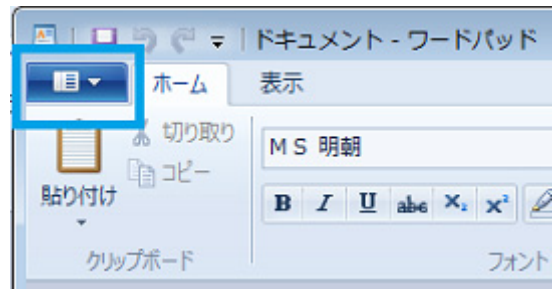 ドキュメント - ワードパッド
ホーム 表示
切り取り
コピー
貼り付け
クリップボード
ＭＳ 明朝
B I U abc X₂ X²
フォント